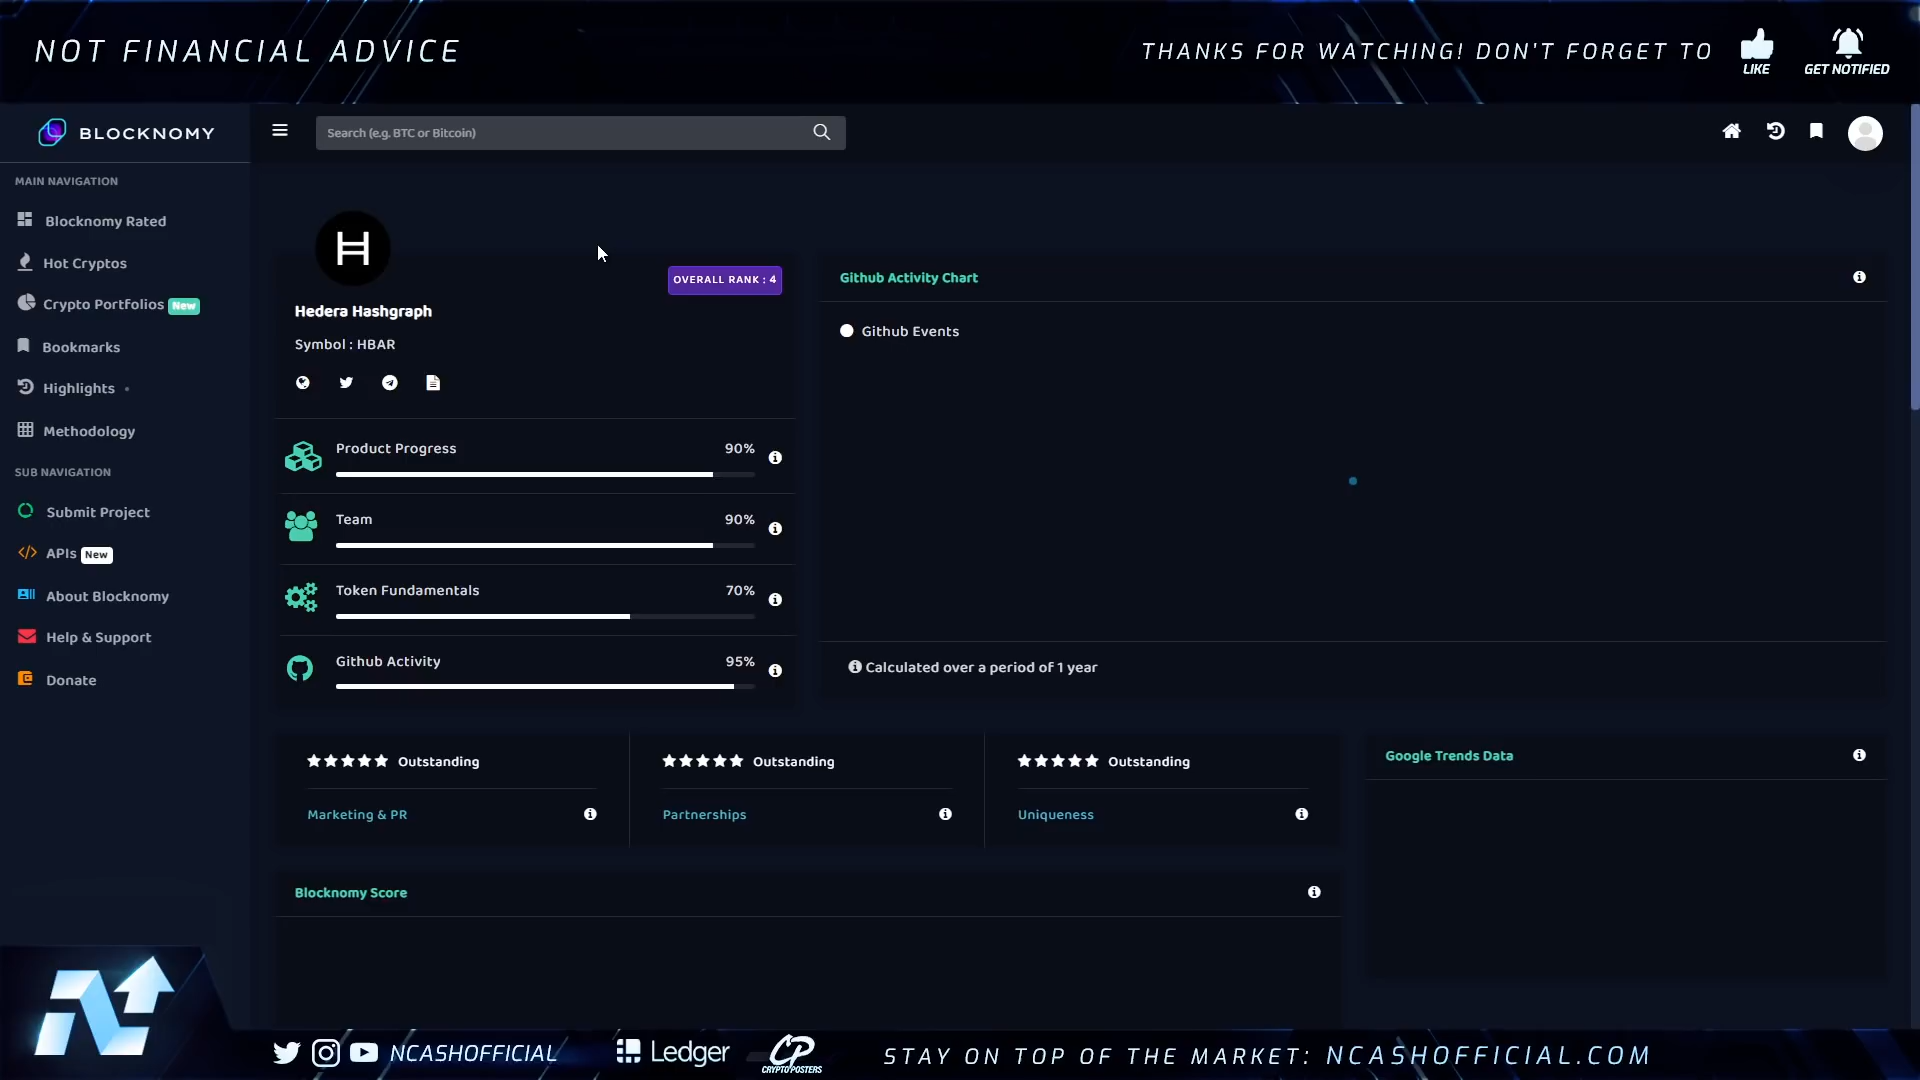 NOT FINANCIAL ADVICE
THANKS FOR WATCHING! DON'T FORGET TO
LIKE
GET NOTIFIED
BLOCKNOMY
Search (e.g. BTC or Bitcoin)
MAIN NAVIGATION
Blocknomy Rated
Hot Cryptos
Crypto Portfolios New
Bookmarks
Highlights
Methodology
SUB NAVIGATION
Submit Project
APIs New
About Blocknomy
Help & Support
Donate
H
OVERALL RANK : 4
Hedera Hashgraph
Symbol : HBAR
Product Progress 90%
Team 90%
Token Fundamentals 70%
Github Activity 95%
Github Activity Chart
Github Events
Calculated over a period of 1 year
Outstanding
Marketing & PR
Outstanding
Partnerships
Outstanding
Uniqueness
Google Trends Data
Blocknomy Score
N
NCASHOFFICIAL
Ledger
CP
CRYPTOPOSTERS
STAY ON TOP OF THE MARKET: NCASHOFFICIAL.COM